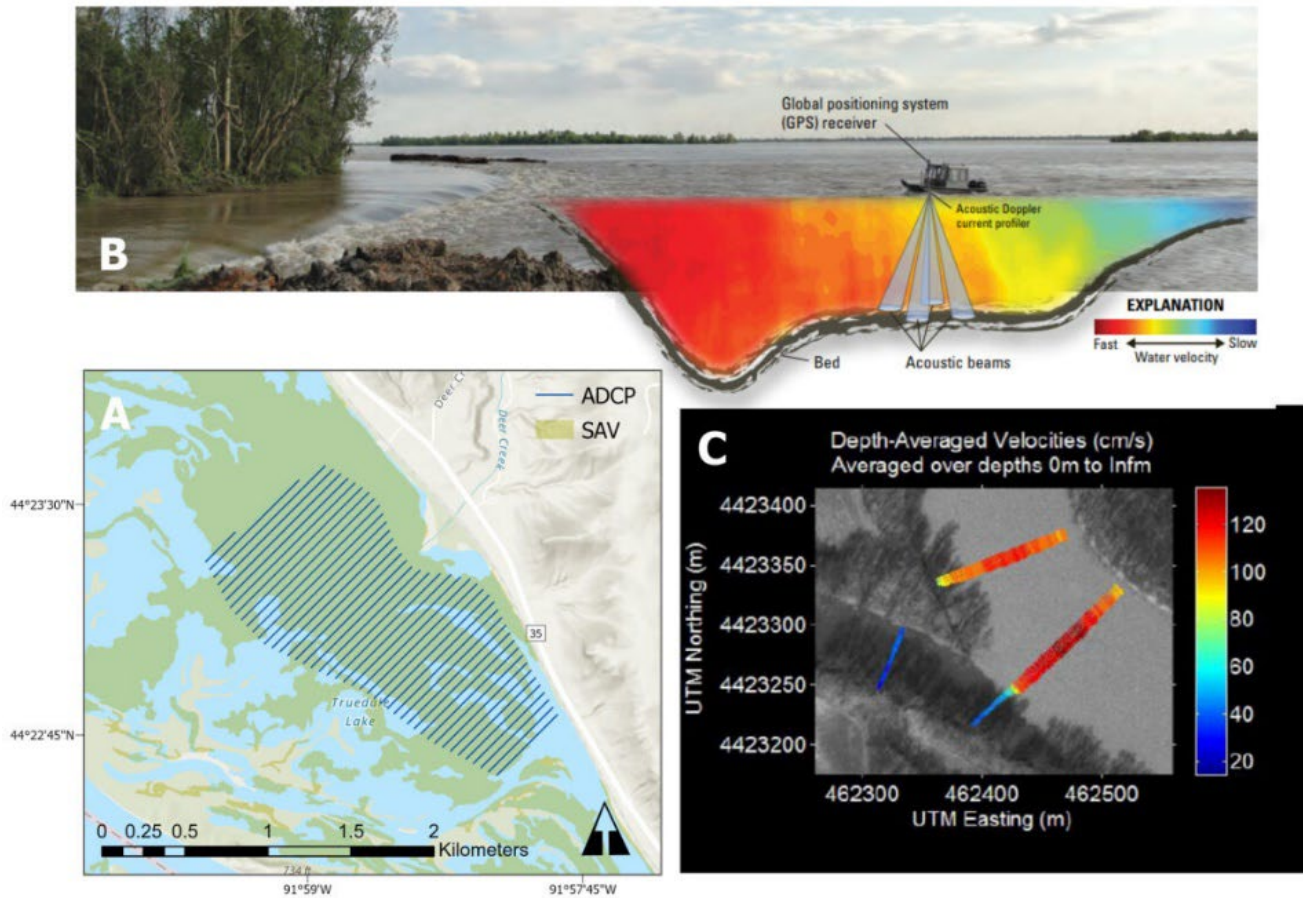 Global positioning system
(GPS) receiver
Acoustic Doppler
current profiler
B
EXPLANATION
Fast
Slow
Water velocity
Bed
Acoustic beams
A
ADCP
SAV
Deer Creek
44°23'30"N
35
Lake
44°22'45"N
0 0.25 0.5 1 1.5 2
Kilometers
734 ft
91°59'W
91°57'45"W
C
Depth-Averaged Velocities (cm/s)
Averaged over depths 0m to Infm
4423400
4423350
4423300
4423250
4423200
UTM Northing (m)
462300 462400 462500
UTM Easting (m)
120
100
80
60
40
20